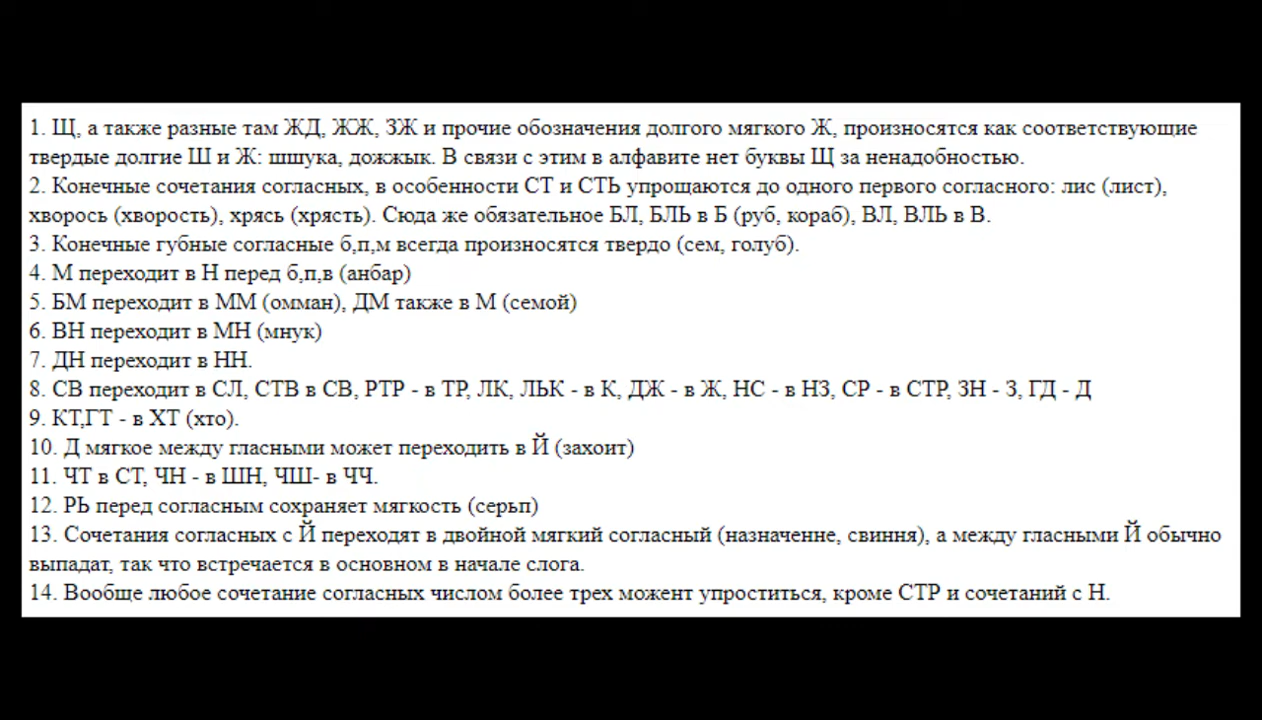 1. Щ, а также разные там ЖД, ЖЖ, ЗЖ и прочие обозначения долгого мягкого Ж, произносятся как соответствующие
твердые долгие Ш и Ж: шшука, дожжык. В связи с этим в алфавите нет буквы Щ за ненадобностью.
2. Конечные сочетания согласных, в особенности СТ и СТЬ упрощаются до одного первого согласного: лис (лист),
хворось (хворость), хрясь (хрясть). Сюда же обязательное БЛ, БЛЬ в Б (руб, кораб), ВЛ, ВЛЬ в В.
3. Конечные губные согласные б,п,м всегда произносятся твердо (сем, голуб).
4. М переходит в Н перед б,п,в (анбар)
5. БМ переходит в ММ (омман), ДМ также в М (семой)
6. ВН переходит в МН (мнук)
7. ДН переходит в НН.
8. СВ переходит в СЛ, СТВ в СВ, РТР - в ТР, ЛК, ЛЬК - в К, ДЖ - в Ж, НС - в НЗ, СР - в СТР, ЗН - З, ГД - Д
9. КТ,ГТ - в ХТ (хто).
10. Д мягкое между гласными может переходить в Й (захоит)
11. ЧТ в СТ, ЧН - в ШН, ЧШ- в ЧЧ.
12. РЬ перед согласным сохраняет мягкость (серьп)
13. Сочетания согласных с Й переходят в двойной мягкий согласный (назначенне, свиння), а между гласными Й обычно
выпадат, так что встречается в основном в начале слога.
14. Вообще любое сочетание согласных числом более трех можент упроститься, кроме СТР и сочетаний с Н.